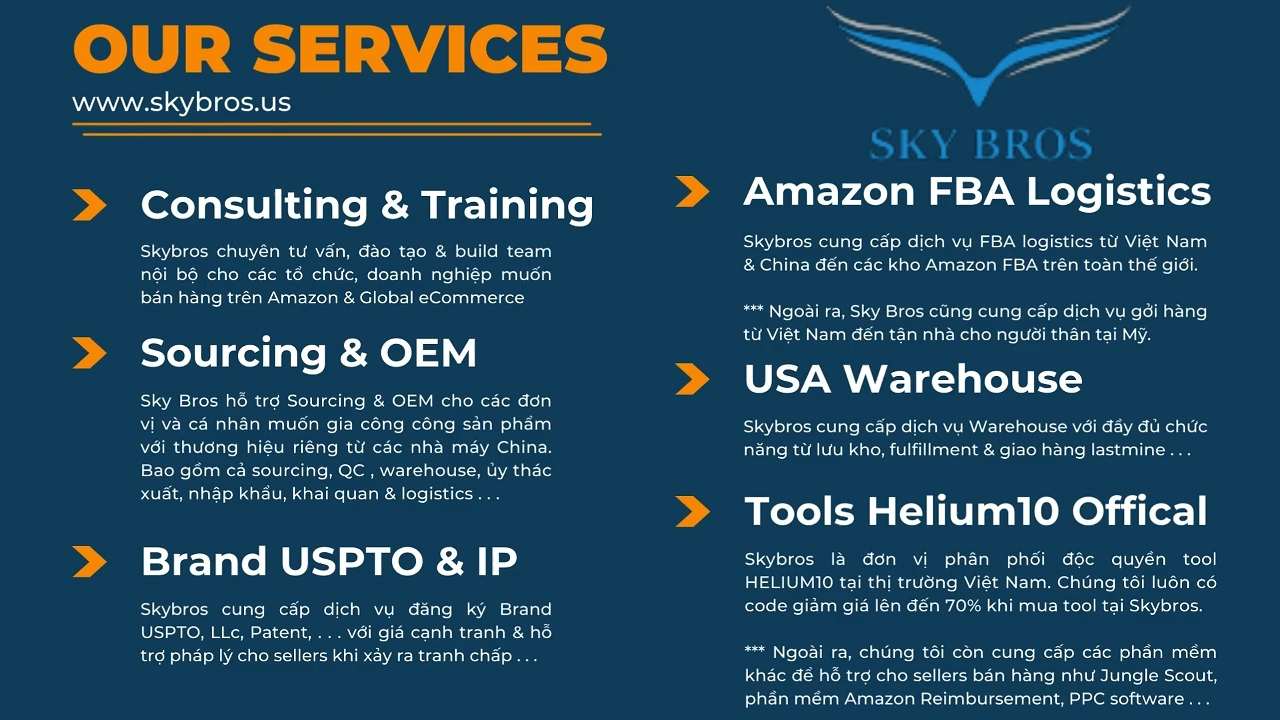 OUR SERVICES
www.skybros.us
SKY BROS
Consulting & Training
Skybros chuyên tư vấn, đào tạo & build team
nội bộ cho các tổ chức, doanh nghiệp muốn
bán hàng trên Amazon & Global eCommerce
Sourcing & OEM
Sky Bros hỗ trợ Sourcing & OEM cho các đơn
vị và cá nhân muốn gia công công sản phẩm
với thương hiệu riêng từ các nhà máy China.
Bao gồm cả sourcing, QC , warehouse, ủy thác
xuất, nhập khẩu, khai quan & logistics . . .
Brand USPTO & IP
Skybros cung cấp dịch vụ đăng ký Brand
USPTO, LLc, Patent, . . . với giá cạnh tranh & hỗ
trợ pháp lý cho sellers khi xảy ra tranh chấp . . .
Amazon FBA Logistics
Skybros cung cấp dịch vụ FBA logistics từ Việt Nam
& China đến các kho Amazon FBA trên toàn thế giới.
*** Ngoài ra, Sky Bros cũng cung cấp dịch vụ gởi hàng
từ Việt Nam đến tận nhà cho người thân tại Mỹ.
USA Warehouse
Skybros cung cấp dịch vụ Warehouse với đầy đủ chức
năng từ lưu kho, fulfillment & giao hàng lastmine . . .
Tools Helium10 Offical
Skybros là đơn vị phân phối độc quyền tool
HELIUM10 tại thị trường Việt Nam. Chúng tôi luôn có
code giảm giá lên đến 70% khi mua tool tại Skybros.
*** Ngoài ra, chúng tôi còn cung cấp các phần mềm
khác để hỗ trợ cho sellers bán hàng như Jungle Scout,
phần mềm Amazon Reimbursement, PPC software . . .